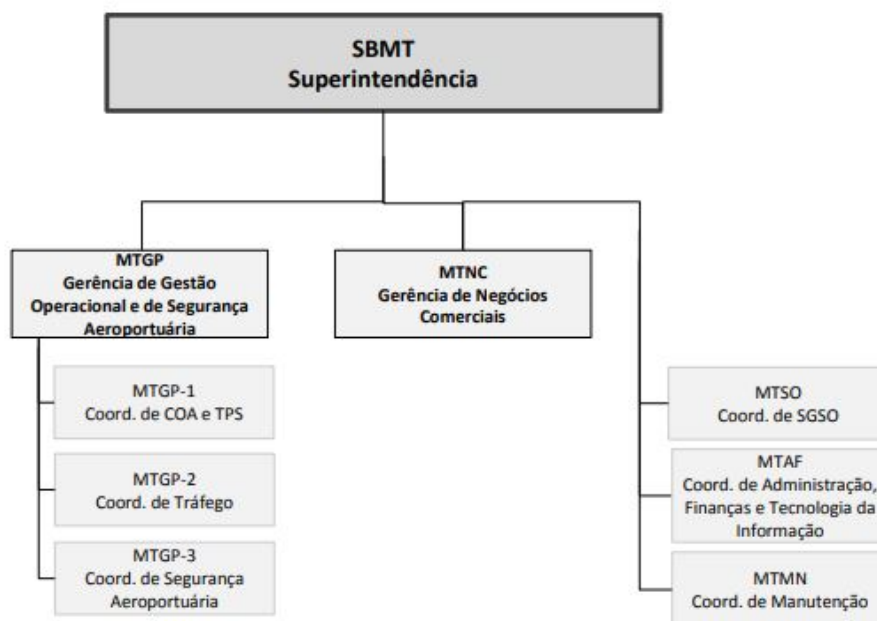 SBMT
Superintendência
MTGP
Gerência de Gestão
Operacional e de Segurança
Aeroportuária
MTNC
Gerência de Negócios
Comerciais
MTGP-1
Coord. de COA e TPS
MTGP-2
Coord. de Tráfego
MTGP-3
Coord. de Segurança
Aeroportuária
MTSO
Coord. de SGSO
MTAF
Coord. de Administração,
Finanças e Tecnologia da
Informação
MTMN
Coord. de Manutenção